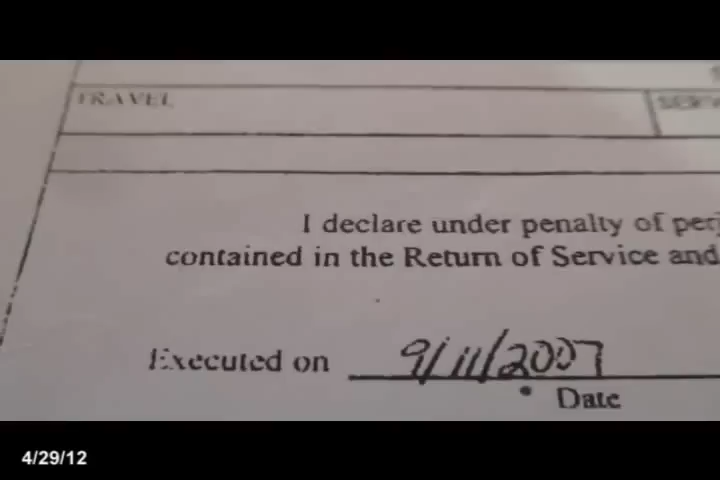 TRAVEL
I declare under penalty of
contained in the Return of Service and
Executed on 9/11/2007
Date
4/29/12